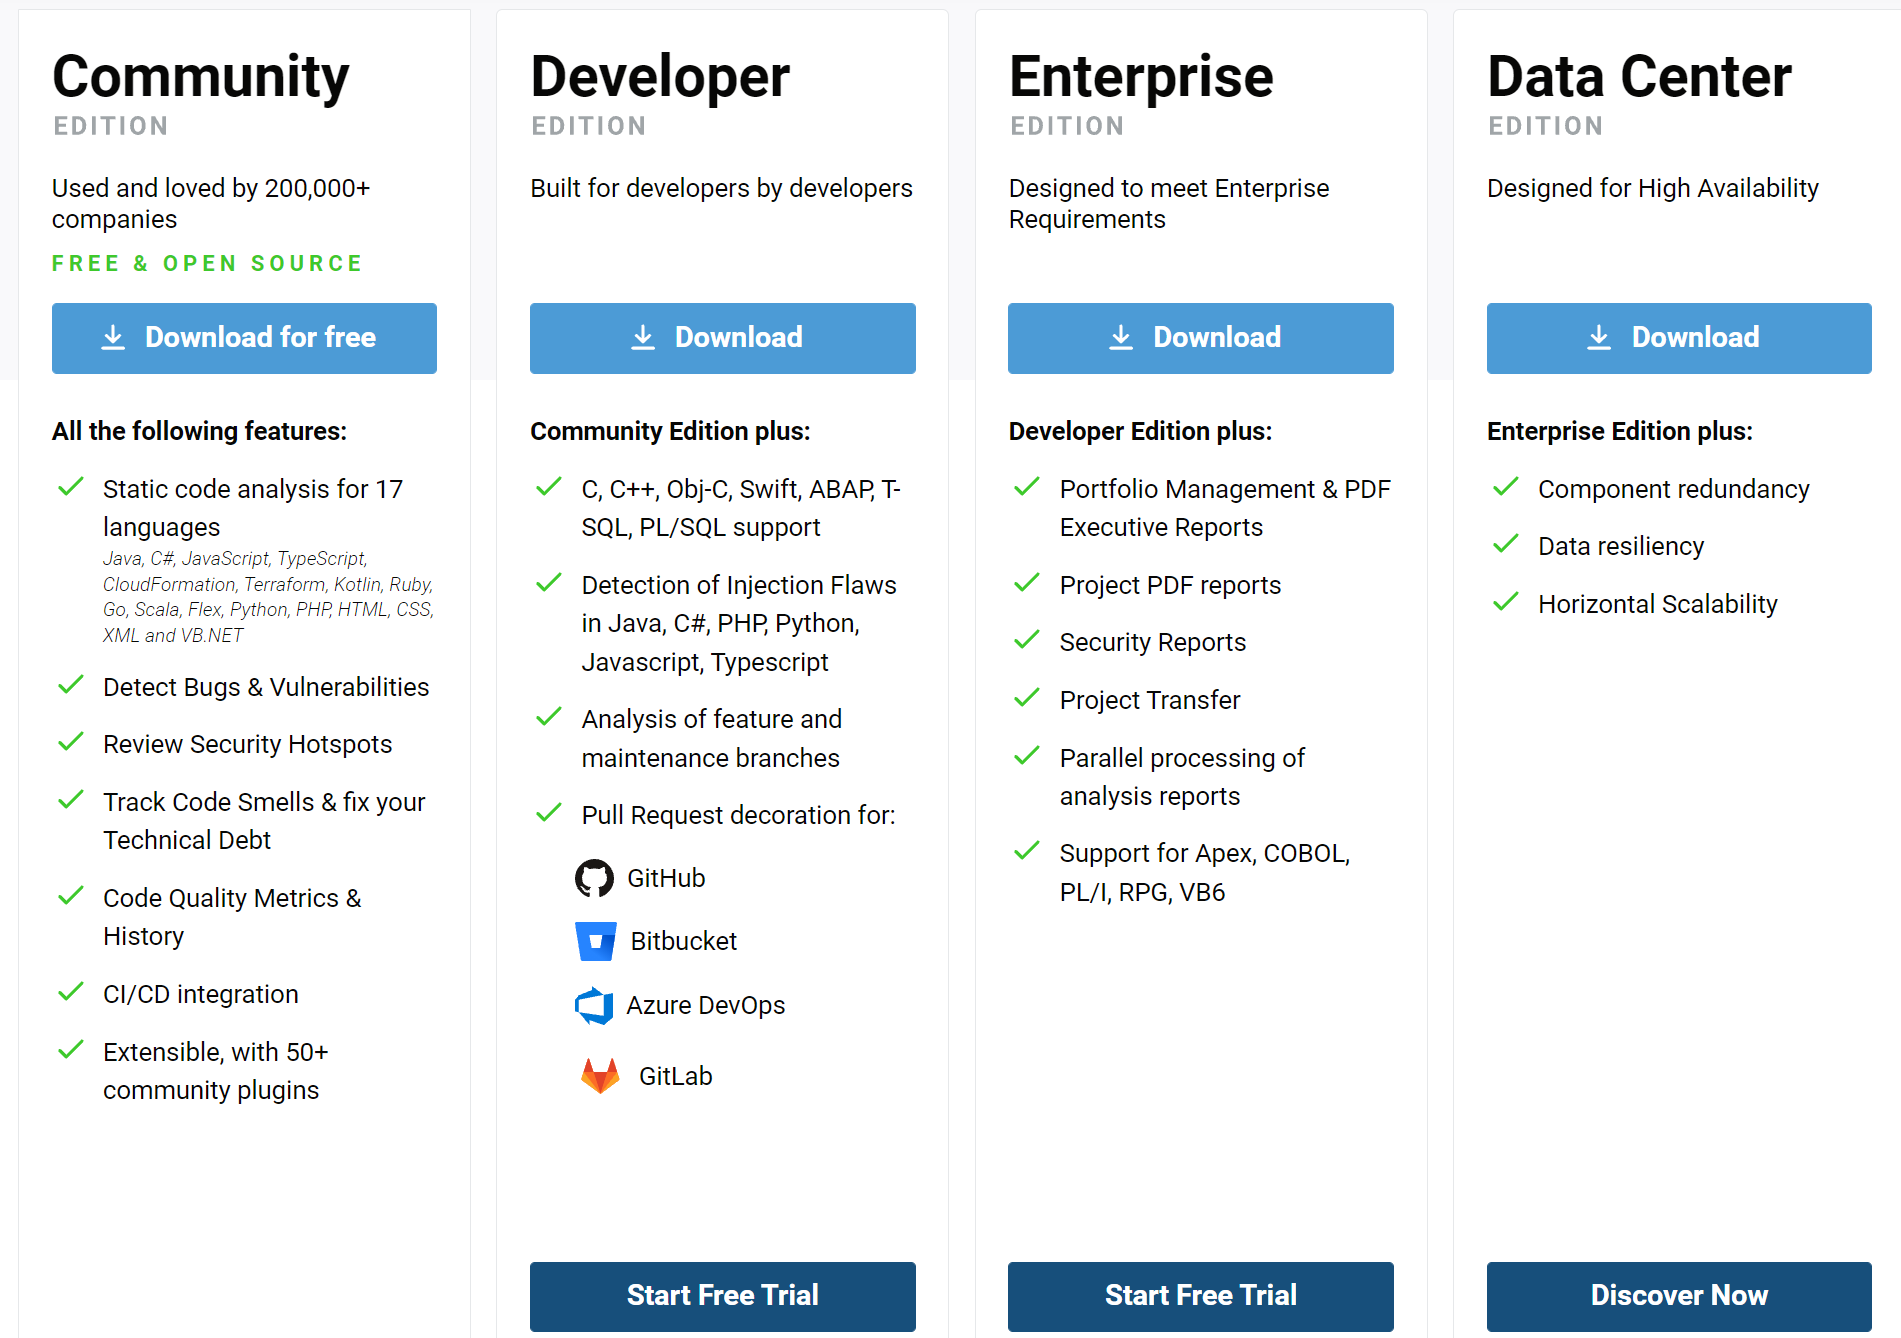 Community
EDITION
Used and loved by 200,000+
companies
FREE & OPEN SOURCE
Download for free
All the following features:
Static code analysis for 17
languages
Java, C#, JavaScript, TypeScript,
CloudFormation, Terraform, Kotlin, Ruby,
Go, Scala, Flex, Python, PHP, HTML, CSS,
XML and VB.NET
Detect Bugs & Vulnerabilities
Review Security Hotspots
Track Code Smells & fix your
Technical Debt
Code Quality Metrics &
History
CI/CD integration
Extensible, with 50+
community plugins
Developer
EDITION
Built for developers by developers
Download
Community Edition plus:
C, C++, Obj-C, Swift, ABAP, T-
SQL, PL/SQL support
Detection of Injection Flaws
in Java, C#, PHP, Python,
Javascript, Typescript
Analysis of feature and
maintenance branches
Pull Request decoration for:
GitHub
Bitbucket
Azure DevOps
GitLab
Start Free Trial
Enterprise
EDITION
Designed to meet Enterprise
Requirements
Download
Developer Edition plus:
Portfolio Management & PDF
Executive Reports
Project PDF reports
Security Reports
Project Transfer
Parallel processing of
analysis reports
Support for Apex, COBOL,
PL/I, RPG, VB6
Start Free Trial
Data Center
EDITION
Designed for High Availability
Download
Enterprise Edition plus:
Component redundancy
Data resiliency
Horizontal Scalability
Discover Now